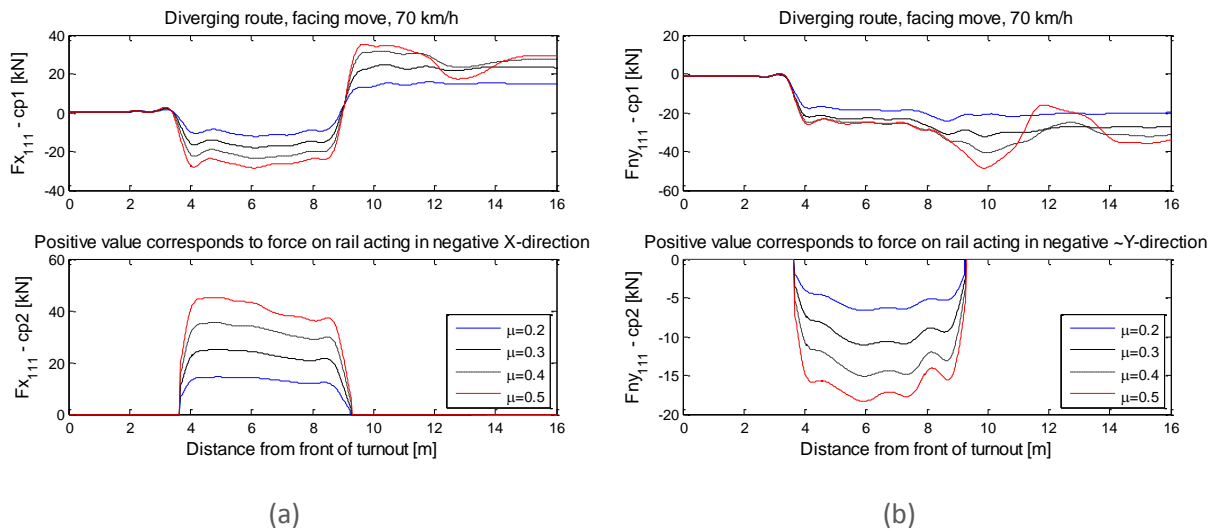 Diverging route, facing move, 70 km/h
40
20
0
-20
-40
Fx111 - cp1 [kN]
0 2 4 6 8 10 12 14 16
Positive value corresponds to force on rail acting in negative X-direction
60
40
20
0
Fx111 - cp2 [kN]
μ=0.2
μ=0.3
μ=0.4
μ=0.5
0 2 4 6 8 10 12 14 16
Distance from front of turnout [m]
(a)
Diverging route, facing move, 70 km/h
20
0
-20
-40
-60
Fny111 - cp1 [kN]
0 2 4 6 8 10 12 14 16
Positive value corresponds to force on rail acting in negative ~Y-direction
0
-5
-10
-15
-20
Fny111 - cp2 [kN]
μ=0.2
μ=0.3
μ=0.4
μ=0.5
0 2 4 6 8 10 12 14 16
Distance from front of turnout [m]
(b)